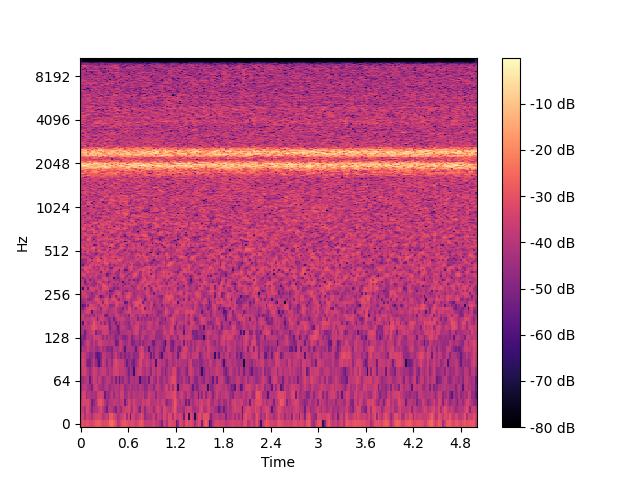 8192
4096
2048
1024
512
256
128
64
0
Hz
0 0.6 1.2 1.8 2.4 3 3.6 4.2 4.8
Time
-10 dB
-20 dB
-30 dB
-40 dB
-50 dB
-60 dB
-70 dB
-80 dB